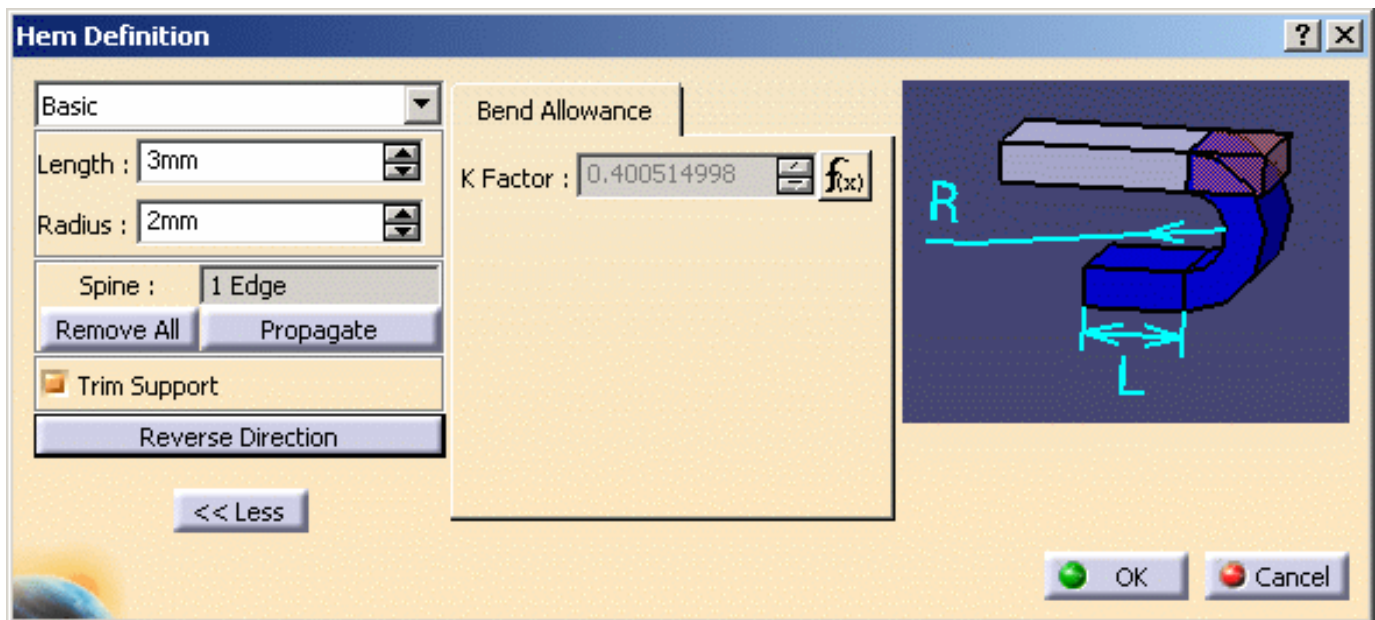 Hem Definition
Basic
Length : 3mm
Radius : 2mm
Spine : 1 Edge
Remove All Propagate
Trim Support
Reverse Direction
<< Less
Bend Allowance
K Factor : 0.400514998 f(x)
R
L
OK Cancel